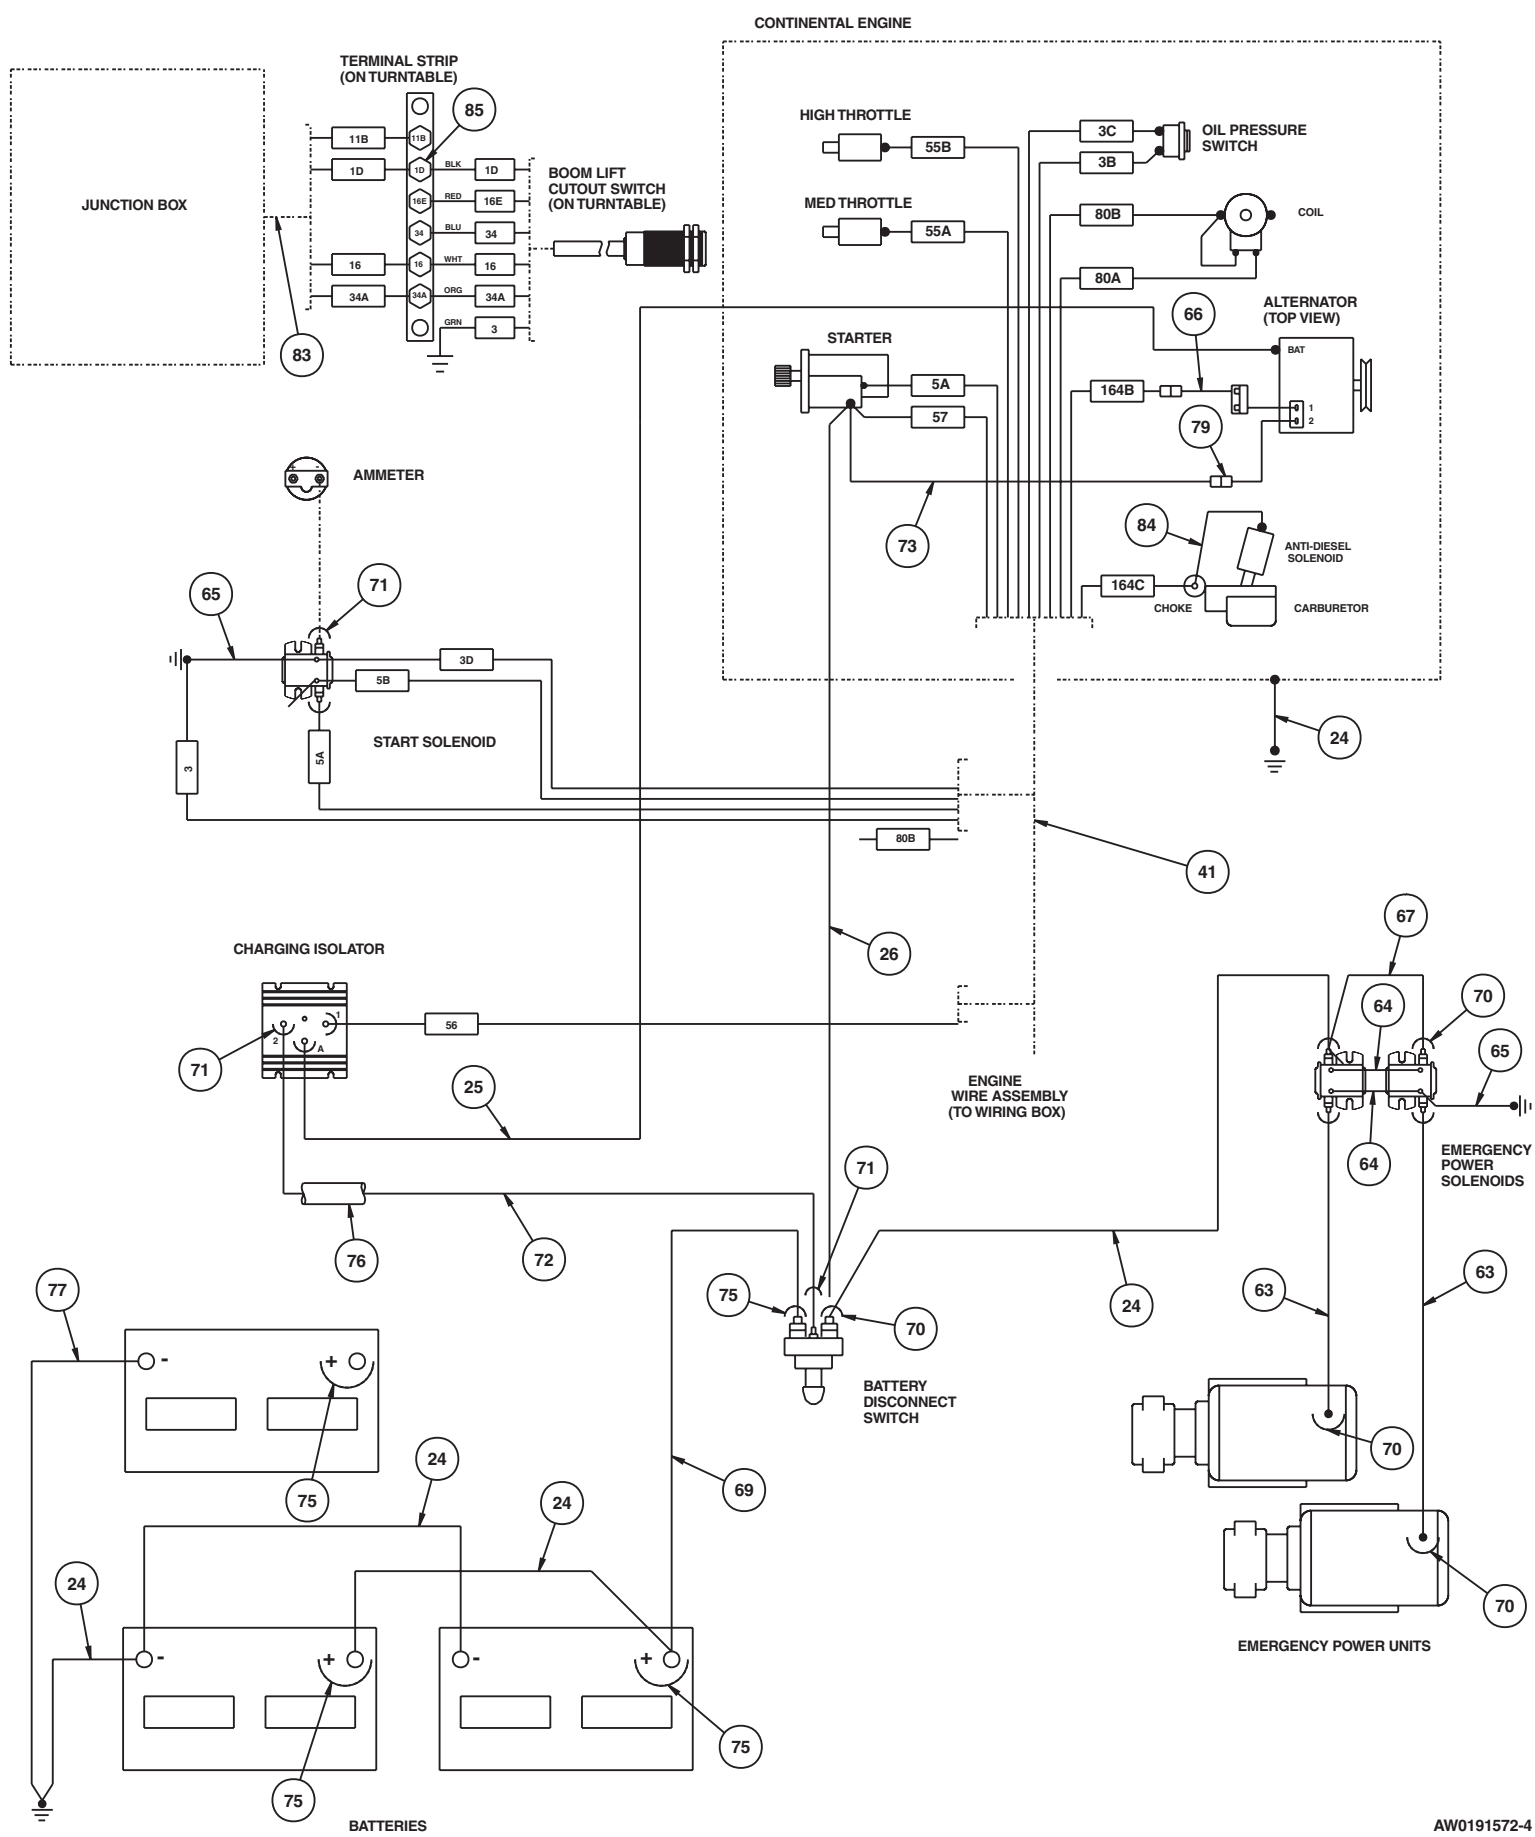 CONTINENTAL ENGINE
TERMINAL STRIP
(ON TURNTABLE)
JUNCTION BOX
83
85
11B
11B
1D
1D
BLK
1D
16E
RED
16E
34
BLU
34
16
16
WHT
16
34A
34A
ORG
34A
GRN
3
BOOM LIFT
CUTOUT SWITCH
(ON TURNTABLE)
HIGH THROTTLE
55B
MED THROTTLE
55A
3C
3B
OIL PRESSURE
SWITCH
80B
COIL
80A
ALTERNATOR
(TOP VIEW)
66
BAT
STARTER
5A
57
164B
1
2
79
73
84
ANTI-DIESEL
SOLENOID
164C
CHOKE
CARBURETOR
24
+ -
AMMETER
65
71
3D
5B
START SOLENOID
3
5A
80B
41
26
CHARGING ISOLATOR
1
2
A
71
56
25
ENGINE
WIRE ASSEMBLY
(TO WIRING BOX)
67
70
64
65
64
EMERGENCY
POWER
SOLENOIDS
76
72
71
75
70
24
63
63
BATTERY
DISCONNECT
SWITCH
77
- +
75
24
24
69
70
70
24
- +
- +
75
75
EMERGENCY POWER UNITS
BATTERIES
AW0191572-4